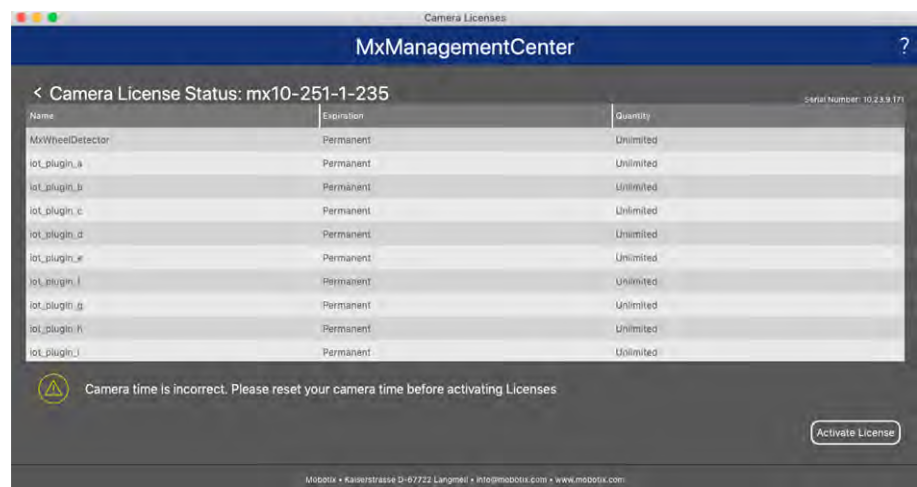 Camera Licenses
MxManagementCenter
?
< Camera License Status: mx10-251-1-235
Serial Number: 10.23.9.171
Name Expiration Quantity
MxWheelDetector Permanent Unlimited
iot_plugin_a Permanent Unlimited
iot_plugin_b Permanent Unlimited
iot_plugin_c Permanent Unlimited
iot_plugin_d Permanent Unlimited
iot_plugin_e Permanent Unlimited
iot_plugin_f Permanent Unlimited
iot_plugin_g Permanent Unlimited
iot_plugin_h Permanent Unlimited
iot_plugin_i Permanent Unlimited
Camera time is incorrect. Please reset your camera time before activating Licenses
Activate License
Mobotix • Kaiserstrasse D-67722 Langmeil • info@mobotix.com • www.mobotix.com